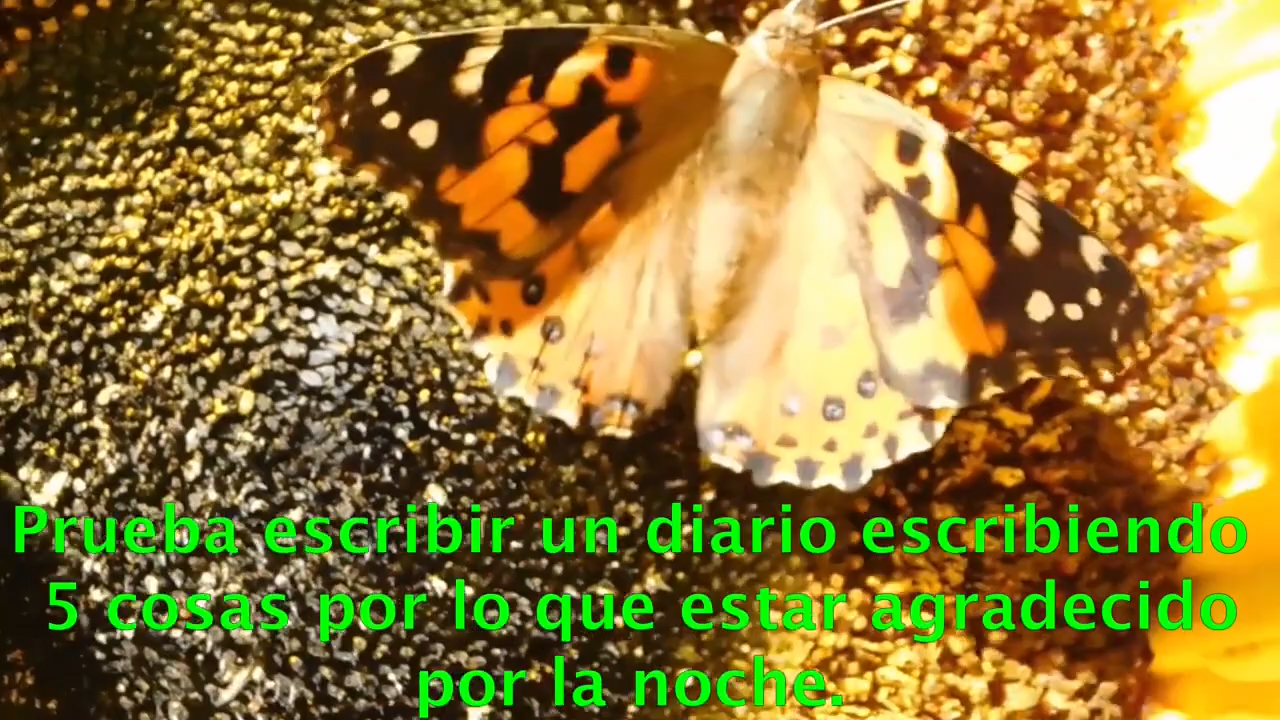 Prueba escribir un diario escribiendo
5 cosas por lo que estar agradecido
por la noche.